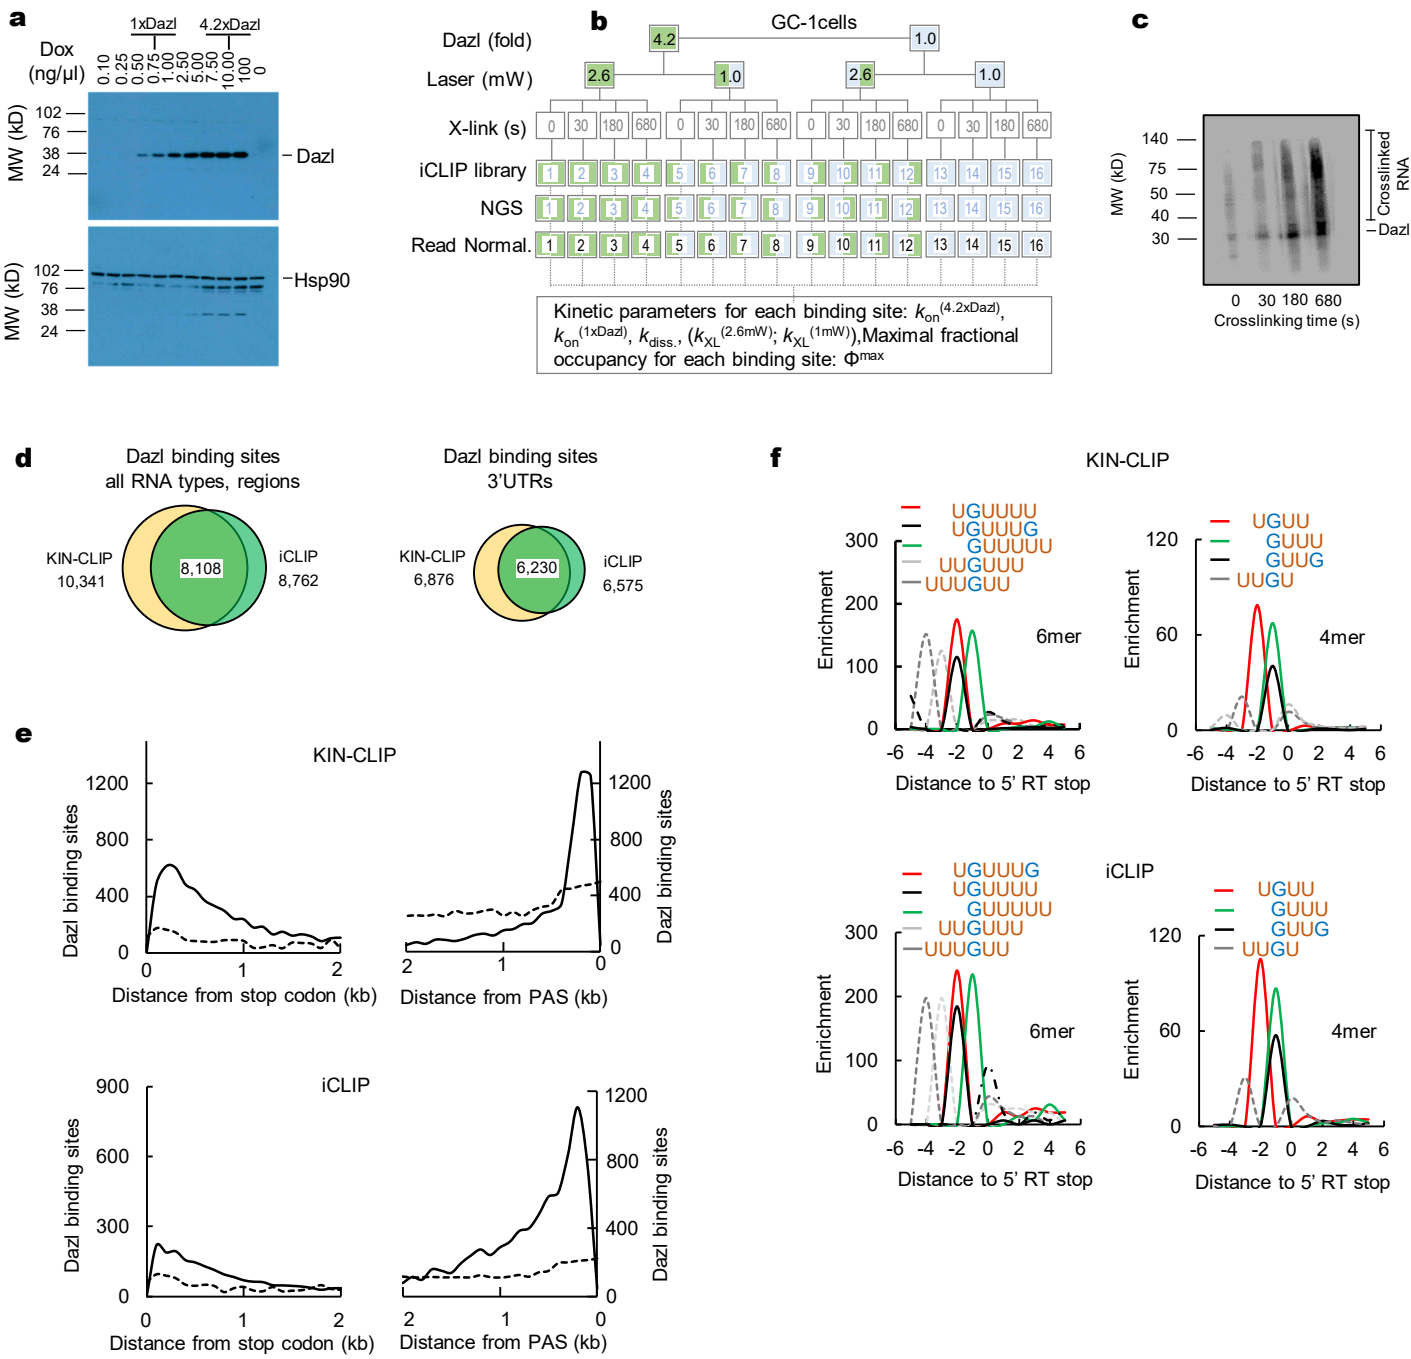 a
1xDazl 4.2xDazl
Dox
(ng/µl)
0.10 0.25 0.50 0.75 1.00 2.50 5.00 7.50 10.00 100 0
MW (kD)
102
76
38
24
Dazl
MW (kD)
102
76
38
24
Hsp90
b
GC-1cells
Dazl (fold) 4.2 1.0
Laser (mW) 2.6 1.0 2.6 1.0
X-link (s) 0 30 180 680 0 30 180 680 0 30 180 680 0 30 180 680
iCLIP library 1 2 3 4 5 6 7 8 9 10 11 12 13 14 15 16
NGS 1 2 3 4 5 6 7 8 9 10 11 12 13 14 15 16
Read Normal. 1 2 3 4 5 6 7 8 9 10 11 12 13 14 15 16
Kinetic parameters for each binding site: kon(4.2xDazl),
kon(1xDazl), kdiss., (kXL(2.6mW); kXL(1mW)),Maximal fractional
occupancy for each binding site: Φmax
c
MW (kD)
140
75
50
40
30
Crosslinked
RNA
Dazl
0 30 180 680
Crosslinking time (s)
d
Dazl binding sites
all RNA types, regions
KIN-CLIP
10,341
8,108
iCLIP
8,762
Dazl binding sites
3'UTRs
KIN-CLIP
6,876
6,230
iCLIP
6,575
e
KIN-CLIP
Dazl binding sites
1200
800
400
0
0 1 2
Distance from stop codon (kb)
1200
800
400
0
Dazl binding sites
2 1 0
Distance from PAS (kb)
iCLIP
Dazl binding sites
900
600
300
0
0 1 2
Distance from stop codon (kb)
1200
800
400
0
Dazl binding sites
2 1 0
Distance from PAS (kb)
f
KIN-CLIP
UGUUUU
UGUUUG
GUUUUU
UUGUUU
UUUGUU
Enrichment
300
200
100
0
6mer
-6 -4 -2 0 2 4 6
Distance to 5' RT stop
UGUU
GUUU
GUUG
UUGU
Enrichment
120
60
0
4mer
-6 -4 -2 0 2 4 6
Distance to 5' RT stop
iCLIP
UGUUUG
UGUUUU
GUUUUU
UUGUUU
UUUGUU
Enrichment
300
200
100
0
6mer
-6 -4 -2 0 2 4 6
Distance to 5' RT stop
UGUU
GUUU
GUUG
UUGU
Enrichment
120
60
0
4mer
-6 -4 -2 0 2 4 6
Distance to 5' RT stop